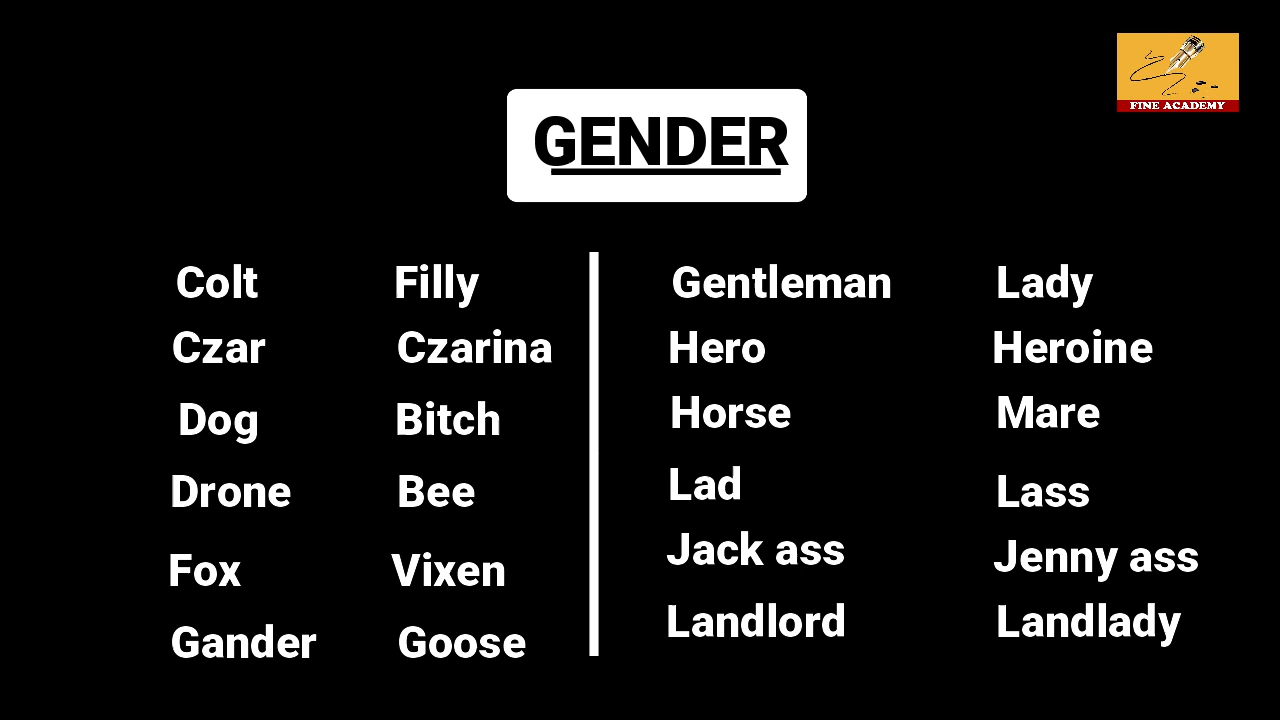 FINE ACADEMY
GENDER
Colt Filly
Czar Czarina
Dog Bitch
Drone Bee
Fox Vixen
Gander Goose
Gentleman Lady
Hero Heroine
Horse Mare
Lad Lass
Jack ass Jenny ass
Landlord Landlady